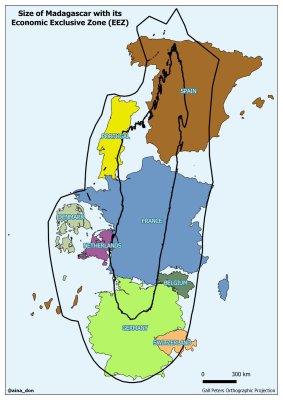 Size of Madagascar with its
Economic Exclusive Zone (EEZ)
SPAIN
PORTUGAL
DENMARK
FRANCE
NETHERLANDS
BELGIUM
GERMANY
SWITZERLAND
0 300 km
@aina_don
Gall Peters Orthographic Projection